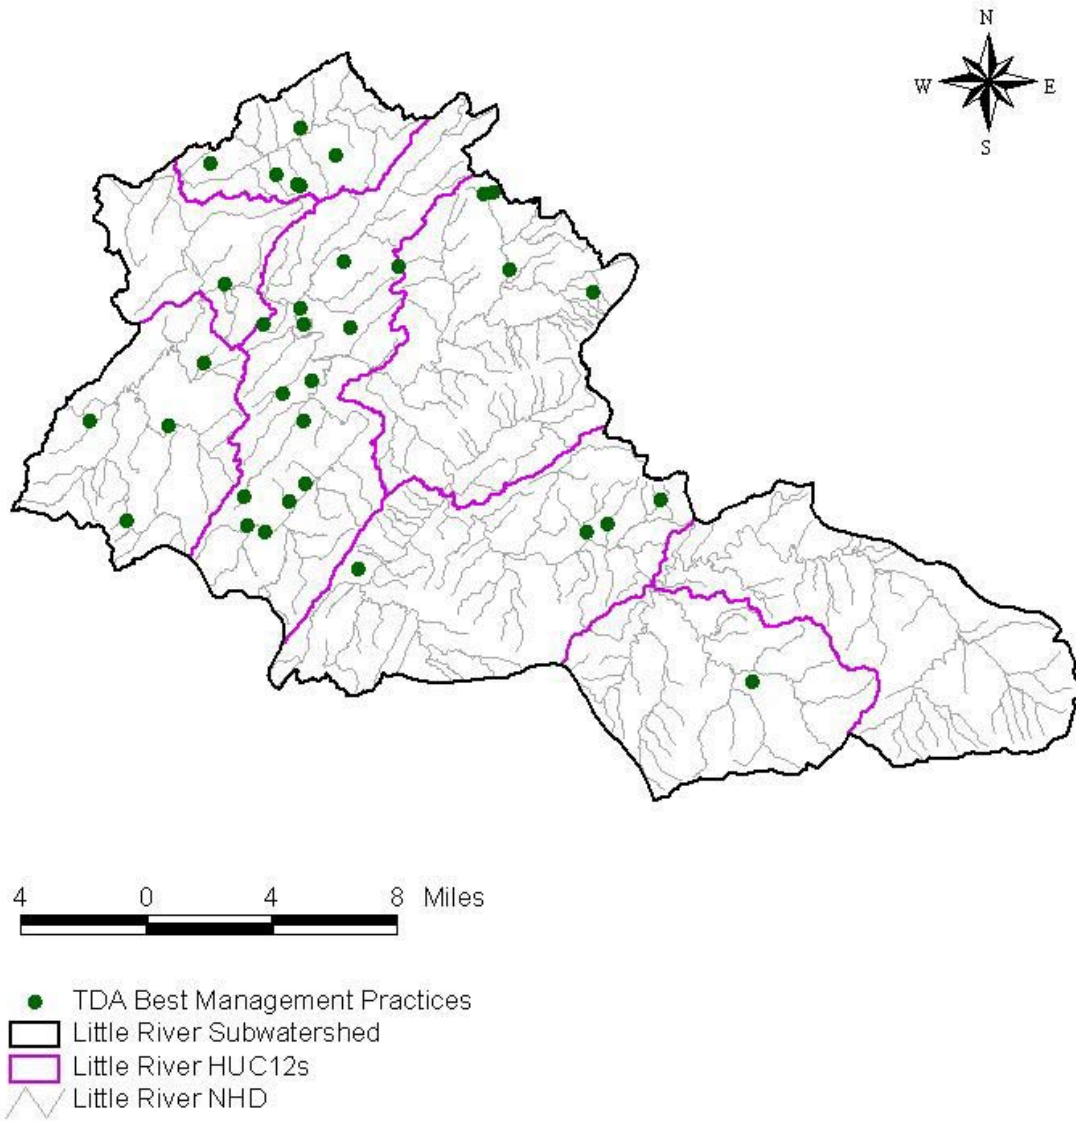 N
W E
S
4 0 4 8 Miles
TDA Best Management Practices
Little River Subwatershed
Little River HUC12s
Little River NHD